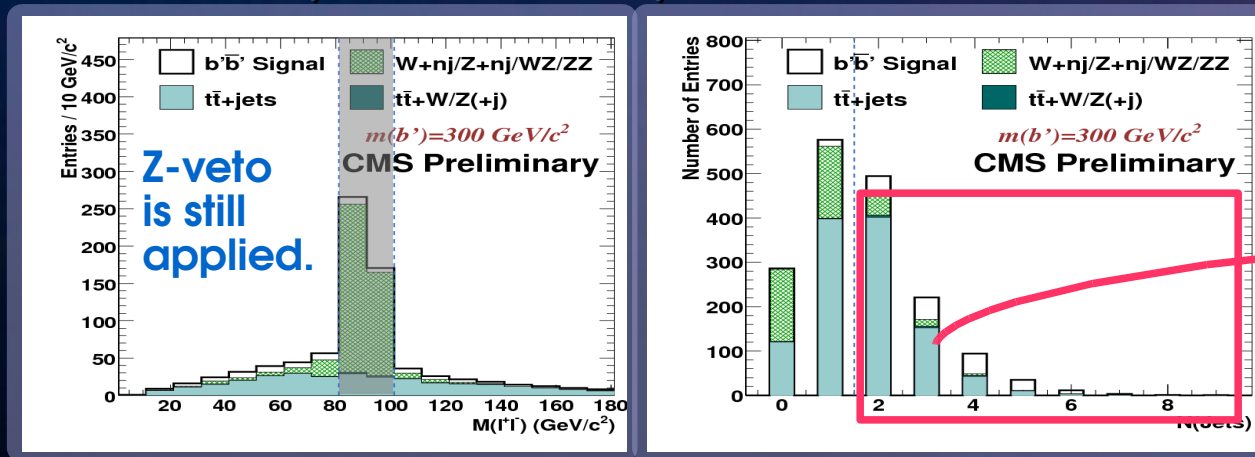 Entries / 10 GeV/c²
450
400
350
300
250
200
150
100
50
0
b'b̅' Signal
W+nj/Z+nj/WZ/ZZ
tt̅+jets
tt̅+W/Z(+j)
m(b')=300 GeV/c²
CMS Preliminary
Z-veto
is still
applied.
20 40 60 80 100 120 140 160 180
M(l⁺l⁻) (GeV/c²)
Number of Entries
800
700
600
500
400
300
200
100
0
b'b̅' Signal
W+nj/Z+nj/WZ/ZZ
tt̅+jets
tt̅+W/Z(+j)
m(b')=300 GeV/c²
CMS Preliminary
0 2 4 6 8
N(Jets)